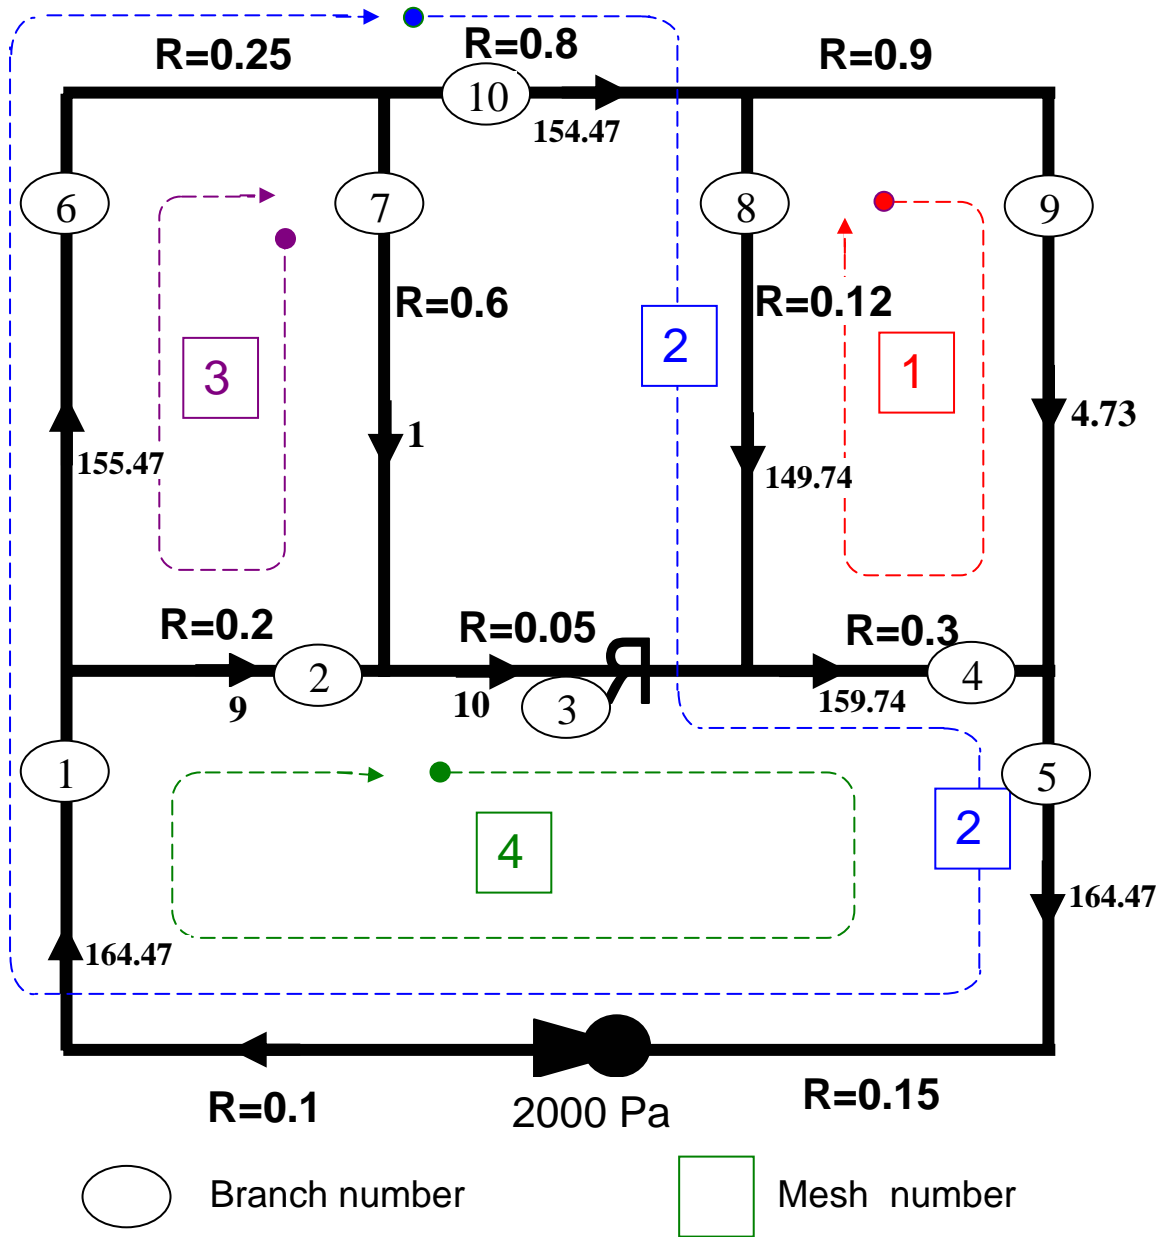 R=0.25
R=0.8
R=0.9
10
154.47
6
7
8
9
R=0.6
R=0.12
2
3
1
1
4.73
155.47
149.74
R=0.2
R=0.05
R=0.3
2
4
9
10
3
159.74
1
5
2
4
164.47
164.47
R=0.1
2000 Pa
R=0.15
Branch number
Mesh number